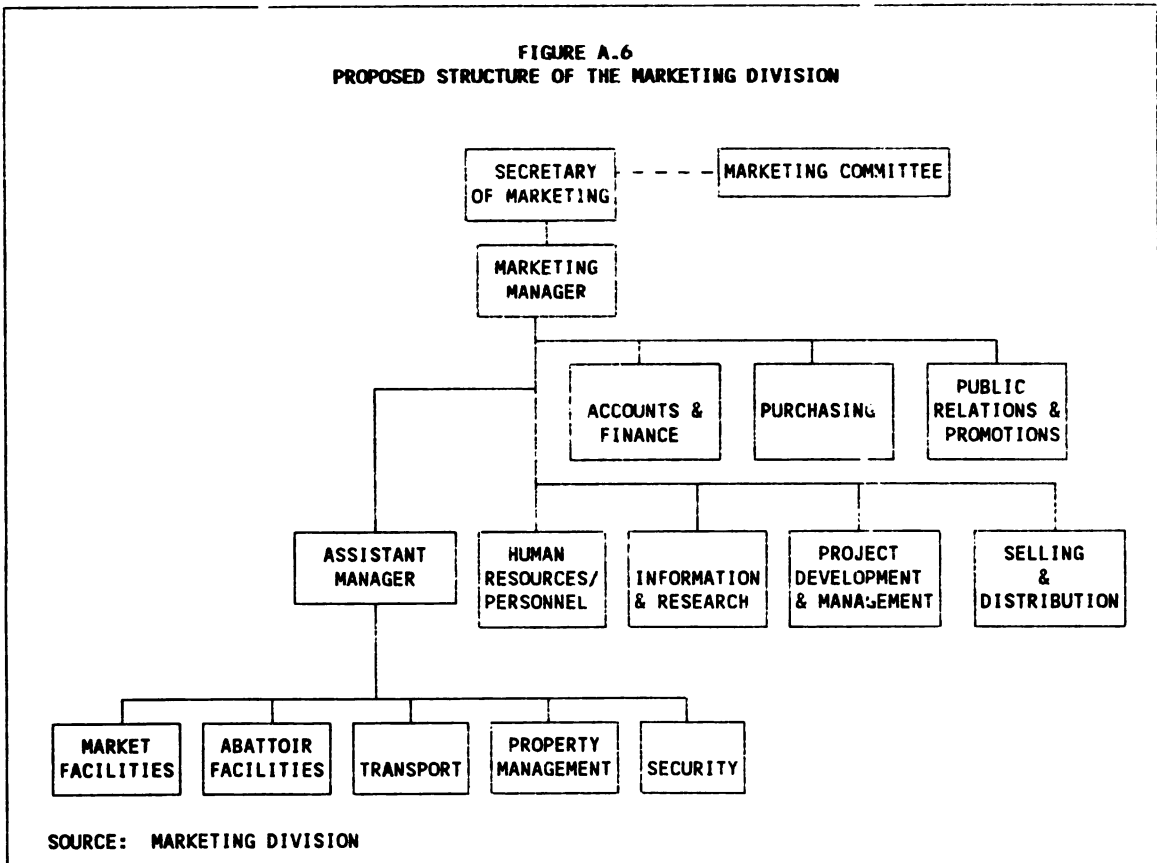 FIGURE A.6
PROPOSED STRUCTURE OF THE MARKETING DIVISION
SECRETARY
OF MARKETING
MARKETING COMMITTEE
MARKETING
MANAGER
ACCOUNTS &
FINANCE
PURCHASING
PUBLIC
RELATIONS &
PROMOTIONS
ASSISTANT
MANAGER
HUMAN
RESOURCES/
PERSONNEL
INFORMATION
& RESEARCH
PROJECT
DEVELOPMENT
& MANAGEMENT
SELLING
&
DISTRIBUTION
MARKET
FACILITIES
ABATTOIR
FACILITIES
TRANSPORT
PROPERTY
MANAGEMENT
SECURITY
SOURCE: MARKETING DIVISION